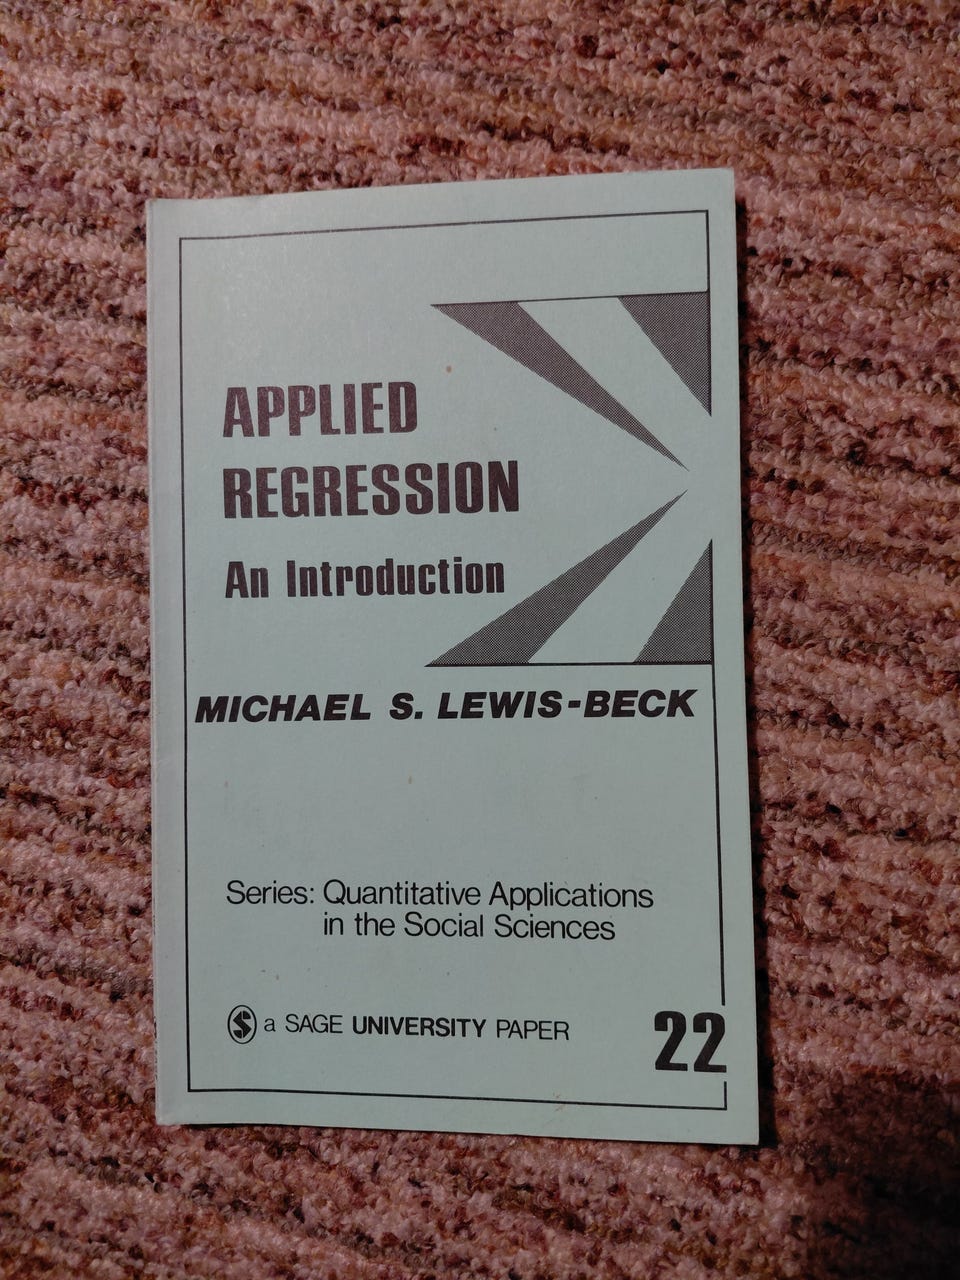 APPLIED
REGRESSION
An Introduction
MICHAEL S. LEWIS-BECK
Series: Quantitative Applications
in the Social Sciences
S a SAGE UNIVERSITY PAPER
22